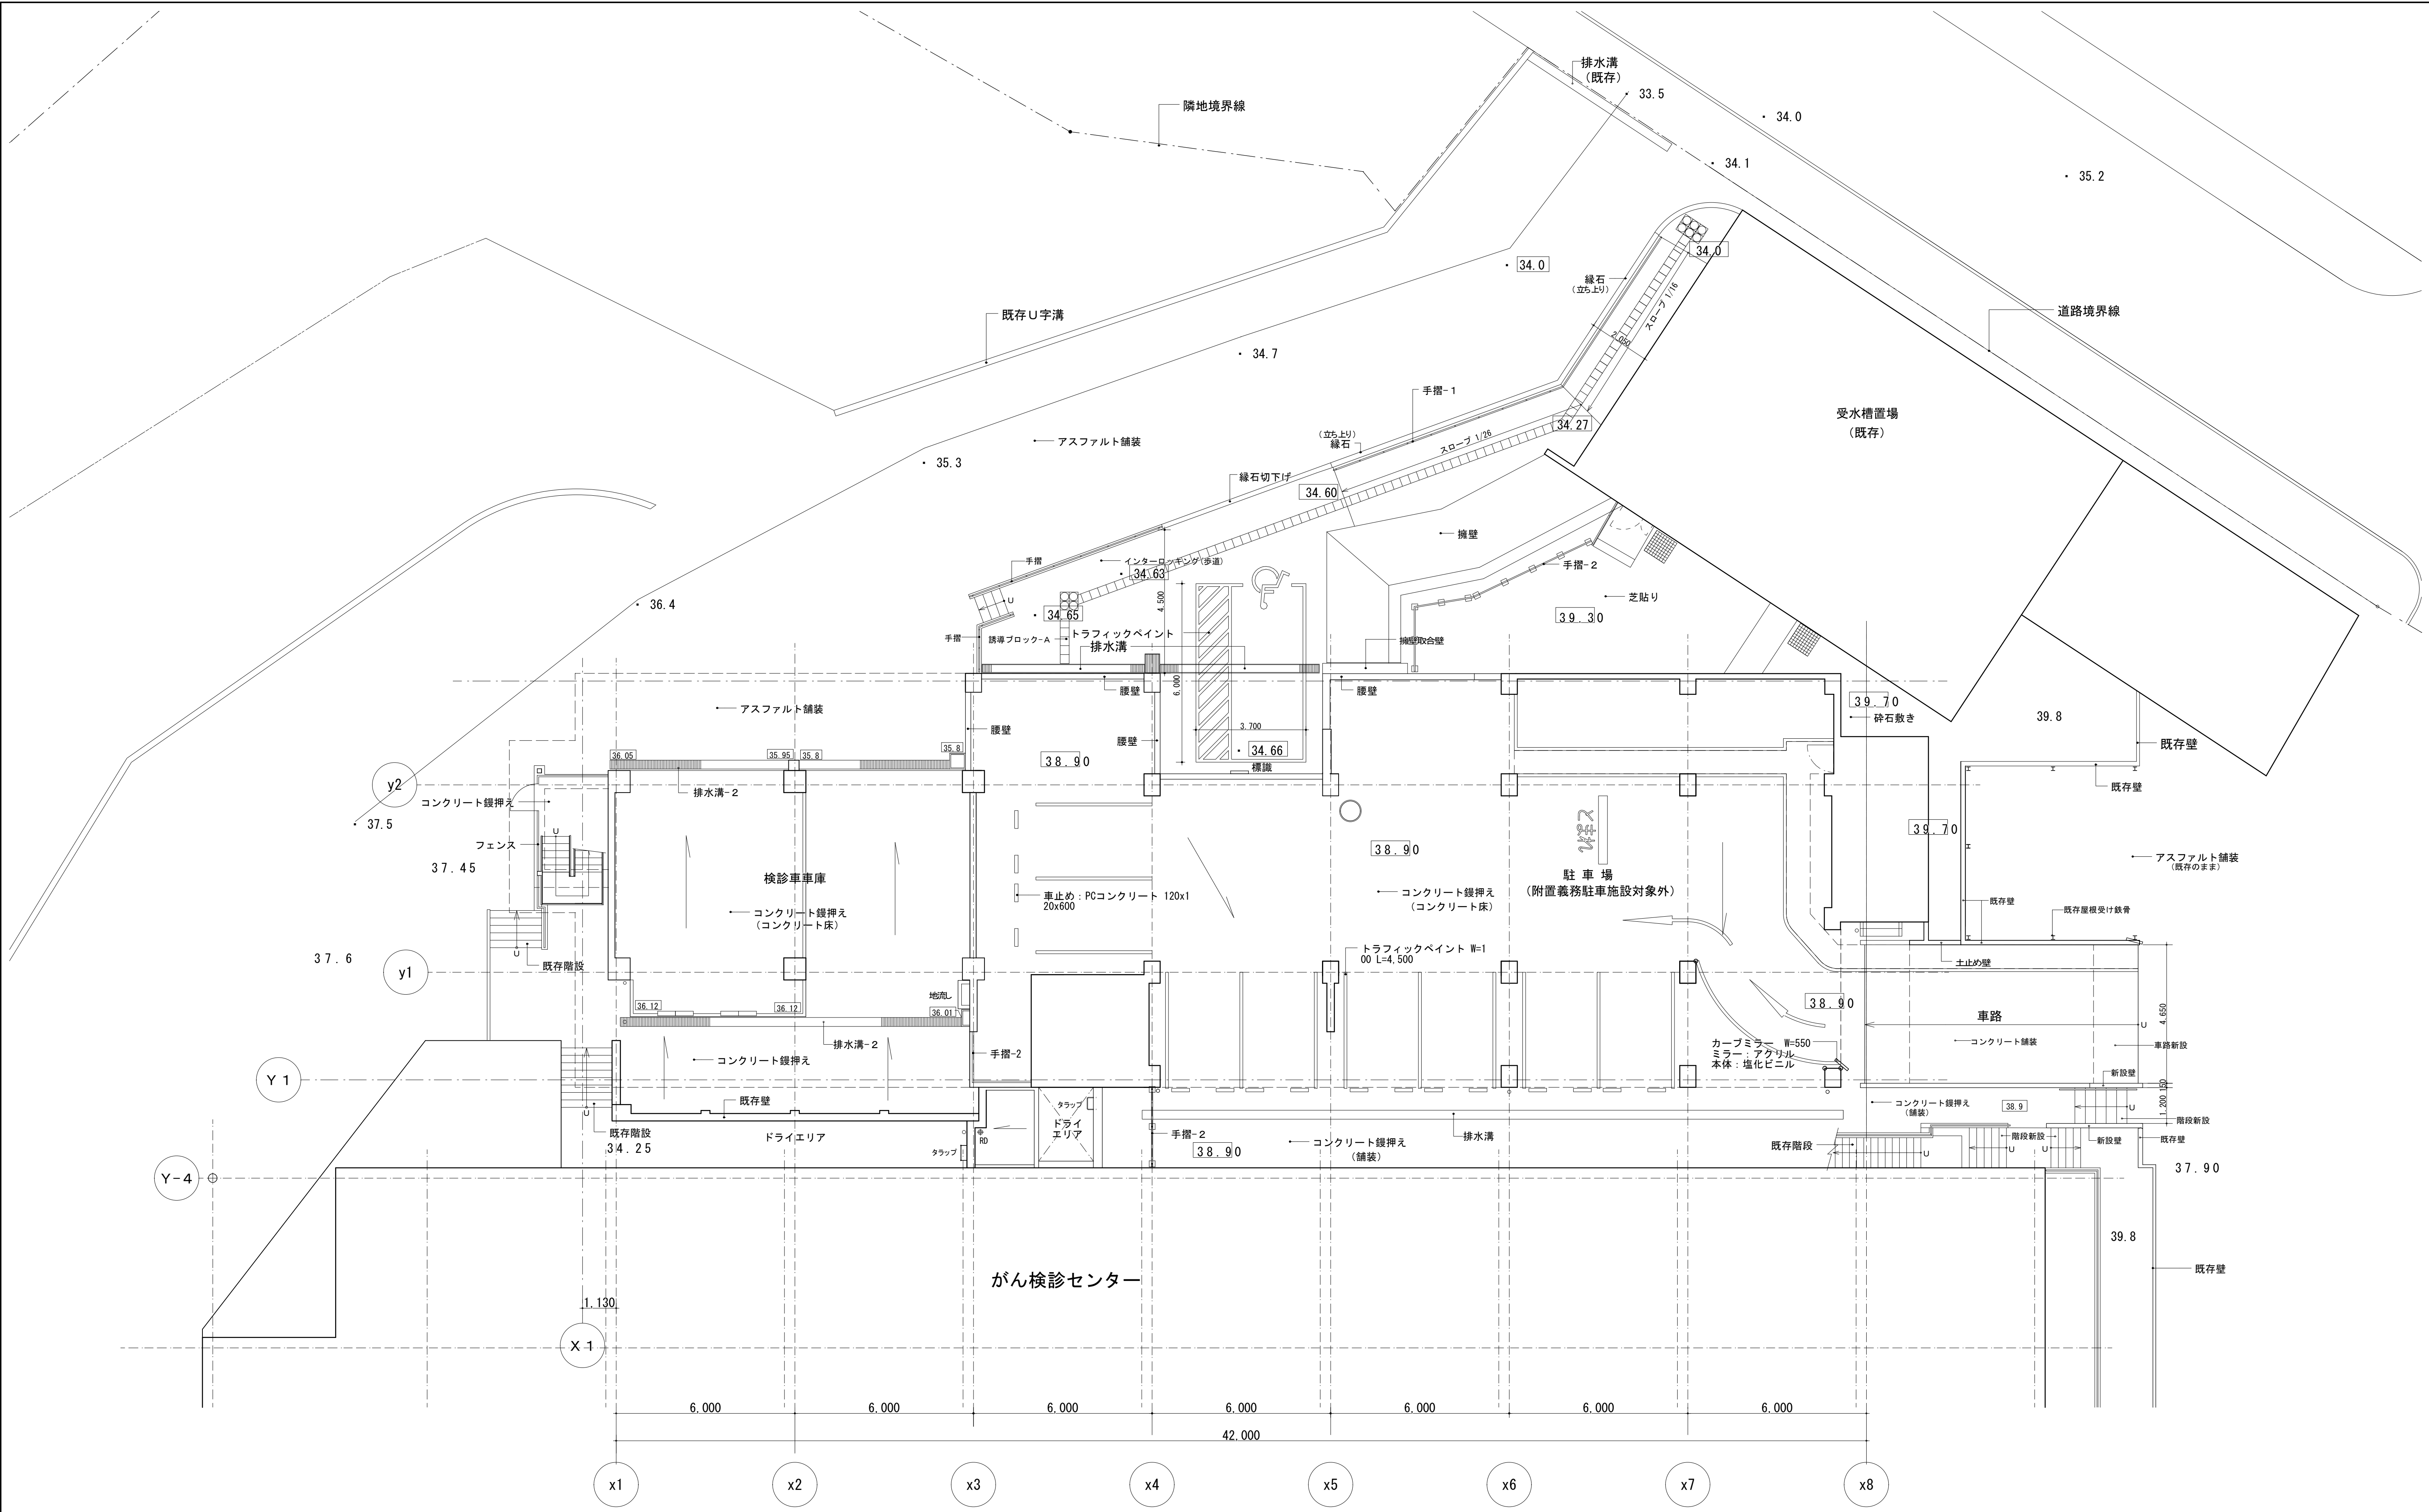 排水溝
（既存）
33.5
34.0
隣地境界線
34.1
35.2
34.0
34.0
縁石
（立ち上り）
スロープ 1/16
既存Ｕ字溝
道路境界線
2.050
34.7
手摺-１
受水槽置場
（既存）
34.27
（立ち上り）
縁石
スロープ 1/26
アスファルト舗装
35.3
縁石切下げ
34.60
擁壁
手摺
インターロッキング(歩道)
34.63
手摺-２
4.500
芝貼り
36.4
34.65
39.30
手摺
誘導ブロック-Ａ
トラフィックペイント
排水溝
擁壁取合壁
U
6.000
腰壁
腰壁
39.70
アスファルト舗装
砕石敷き
39.8
腰壁
腰壁
3.700
既存壁
36.05
35.95
35.8
35.8
38.90
34.66
標識
y2
排水溝-２
既存壁
コンクリート鏝押え
37.5
とまれ
39.70
フェンス
U
37.45
38.90
アスファルト舗装
（既存のまま）
検診車車庫
駐 車 場
（附置義務駐車施設対象外）
車止め：PCコンクリート 120x1
20x600
コンクリート鏝押え
（コンクリート床）
コンクリート鏝押え
（コンクリート床）
既存壁
既存屋根受け鉄骨
U
37.6
既存階段
トラフィックペイント W=1
00 L=4,500
土止め壁
y1
地流し
36.12
36.12
36.01
38.90
車路
U
4.650
排水溝-２
コンクリート鏝押え
手摺-2
カーブミラー　W=550
ミラー：アクリル
本体：塩化ビニル
コンクリート舗装
車路新設
Y 1
新設壁
150
既存壁
U
タラップ
ドライ
エリア
コンクリート鏝押え
（舗装）
38.9
U
1.200
階段新設
既存階段
ドライエリア
RD
手摺-２
コンクリート鏝押え
（舗装）
排水溝
既存階段
階段新設
新設壁
既存壁
34.25
タラップ
38.90
U
U
U
37.90
Y-4
39.8
がん検診センター
既存壁
1.130
X 1
6.000
6.000
6.000
6.000
6.000
6.000
6.000
42.000
x1
x2
x3
x4
x5
x6
x7
x8